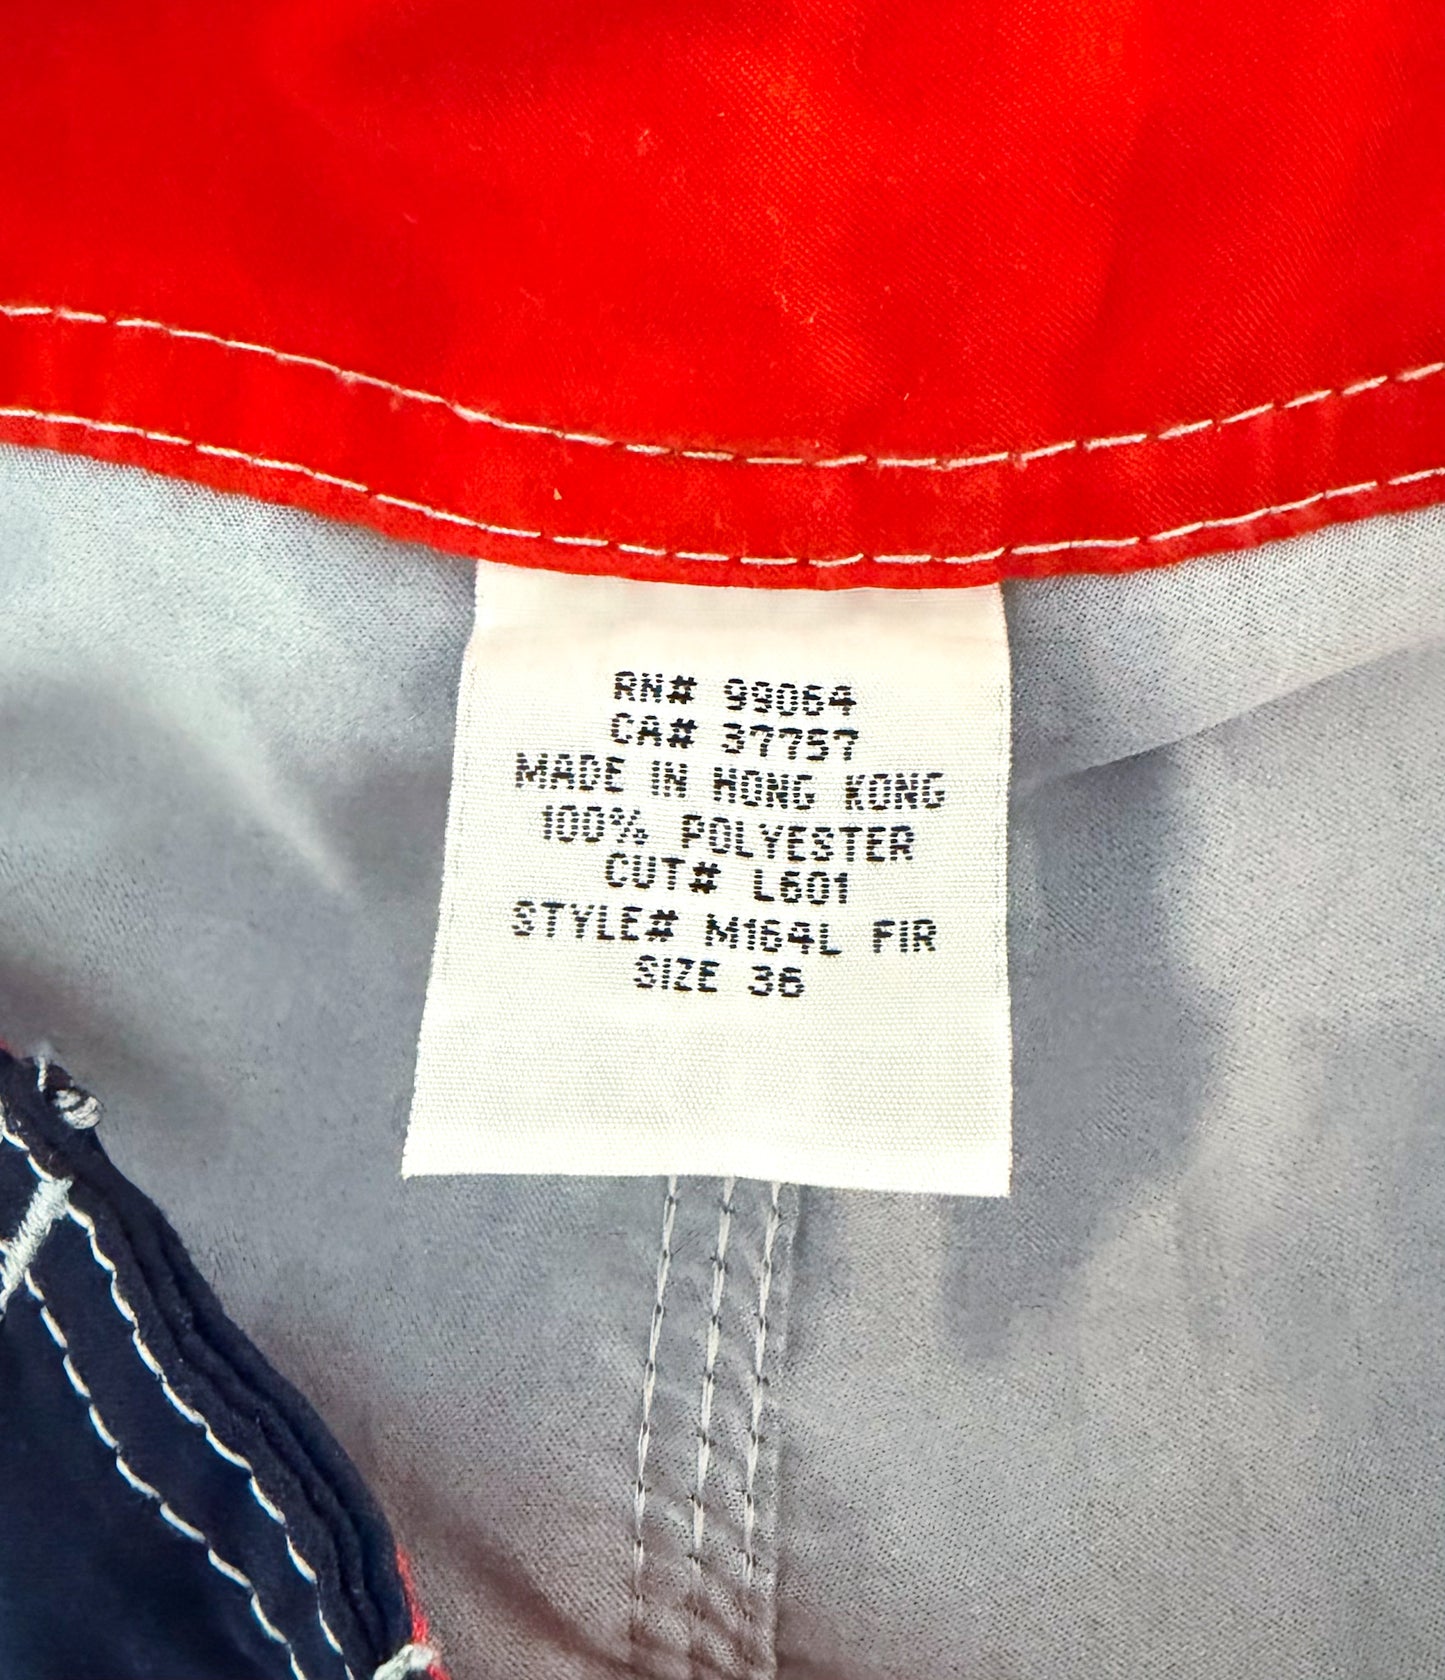 RN# 99064
CA# 37757
MADE IN HONG KONG
100% POLYESTER
CUT# L601
STYLE# M164L FIR
SIZE 36